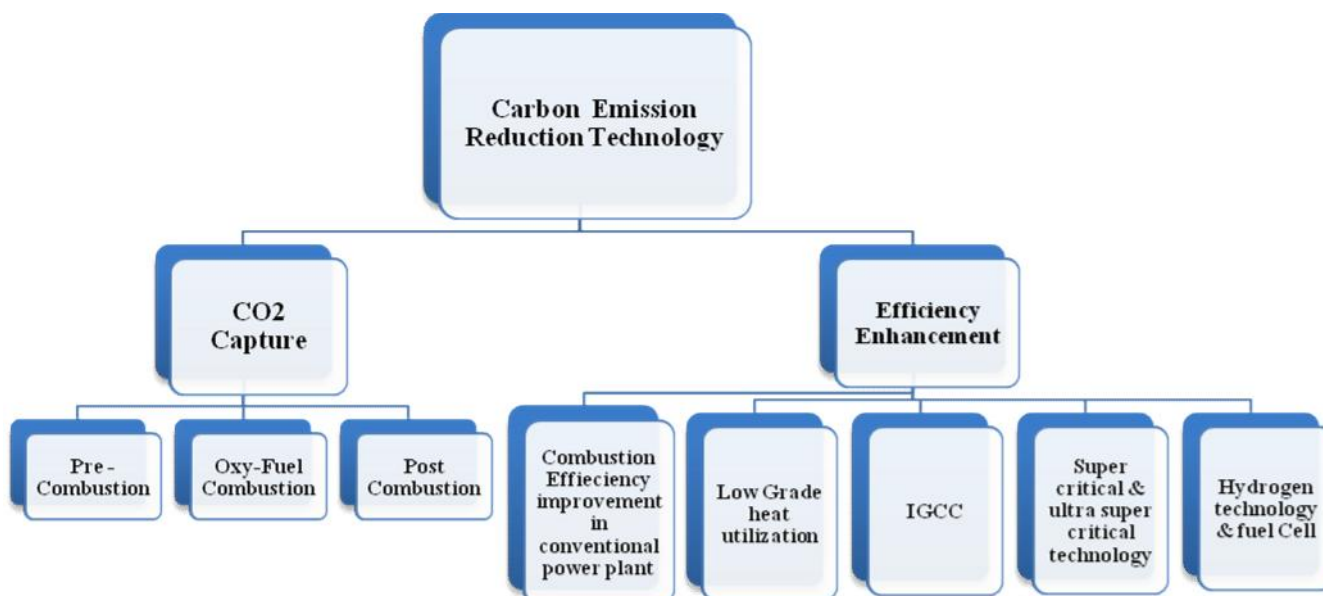 Carbon Emission
Reduction Technology
CO2
Capture
Efficiency
Enhancement
Pre -
Combustion
Oxy-Fuel
Combustion
Post
Combustion
Combustion
Effieciency
improvement
in
conventional
power plant
Low Grade
heat
utilization
IGCC
Super
critical &
ultra super
critical
technology
Hydrogen
technology
& fuel Cell